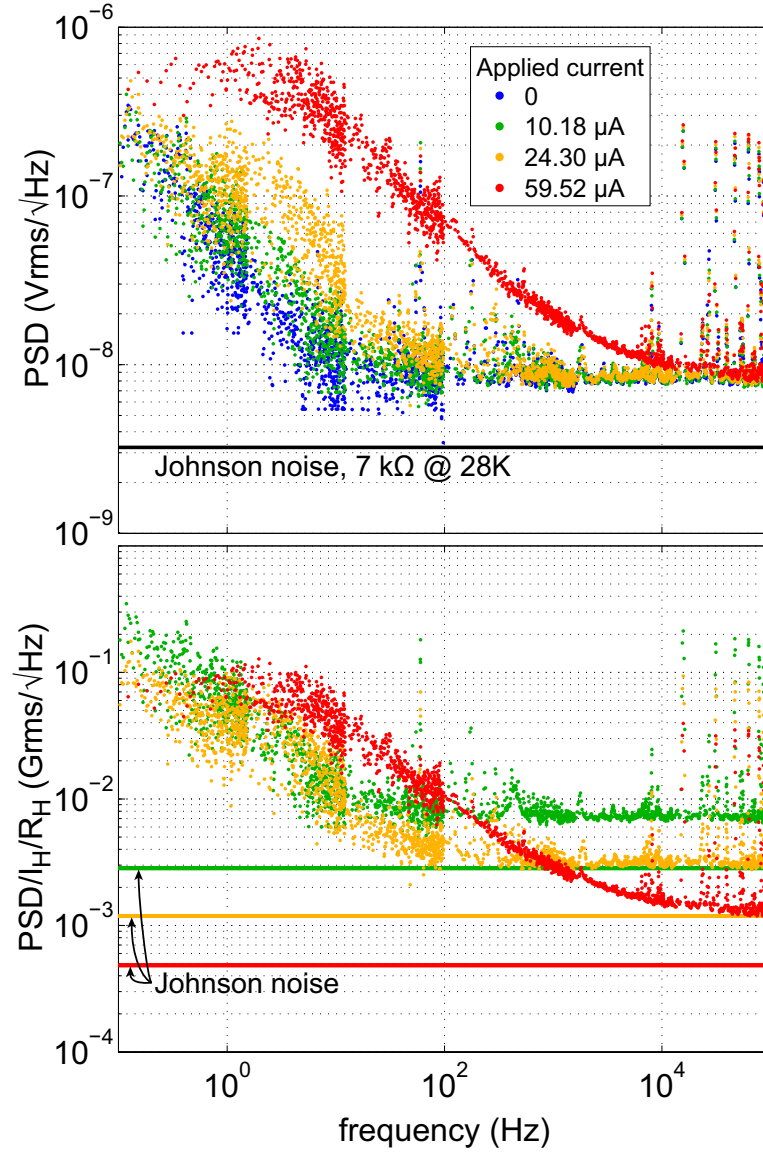 10⁻⁶
Applied current
0
10.18 µA
24.30 µA
59.52 µA
10⁻⁷
PSD (Vrms/√Hz)
10⁻⁸
Johnson noise, 7 kΩ @ 28K
10⁻⁹
10⁻¹
PSD/I_H/R_H (Grms/√Hz)
10⁻²
10⁻³
Johnson noise
10⁻⁴
10⁰ 10² 10⁴
frequency (Hz)